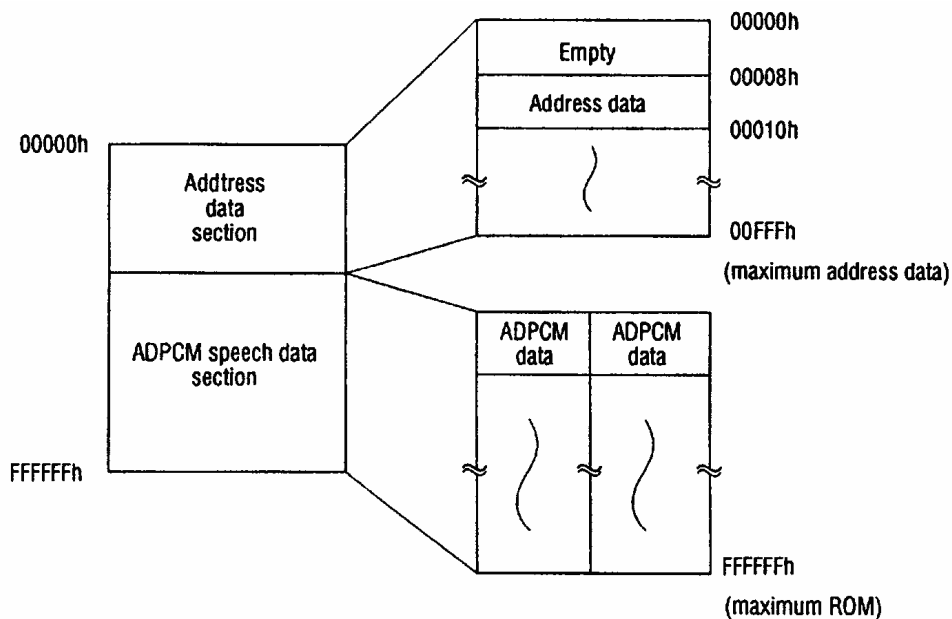 00000h
Addtress
data
section
ADPCM speech data
section
FFFFFFh
00000h
Empty
00008h
Address data
00010h
00FFFh
(maximum address data)
ADPCM
data
ADPCM
data
FFFFFFh
(maximum ROM)